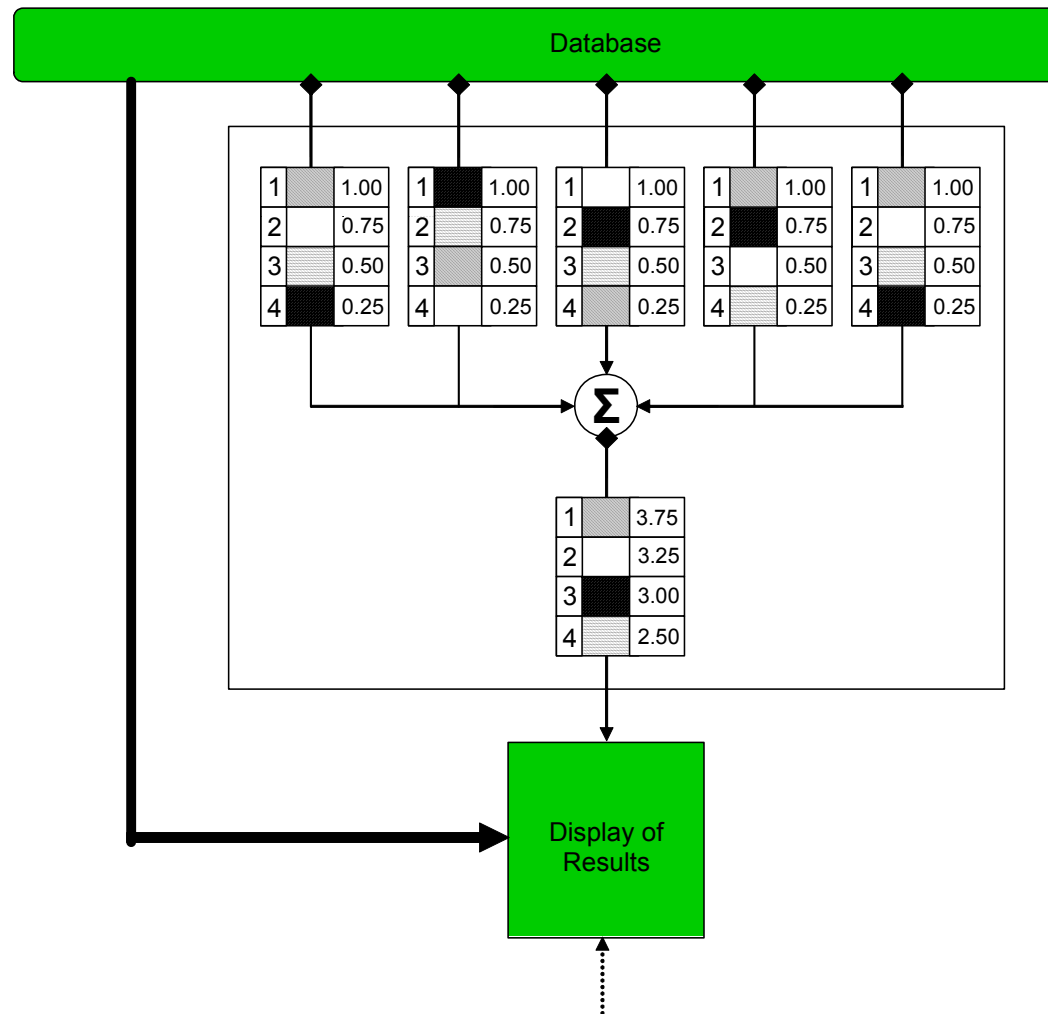 Database
1 1.00 1 1.00 1 1.00 1 1.00 1 1.00
2 0.75 2 0.75 2 0.75 2 0.75 2 0.75
3 0.50 3 0.50 3 0.50 3 0.50 3 0.50
4 0.25 4 0.25 4 0.25 4 0.25 4 0.25
Σ
1 3.75
2 3.25
3 3.00
4 2.50
Display of
Results